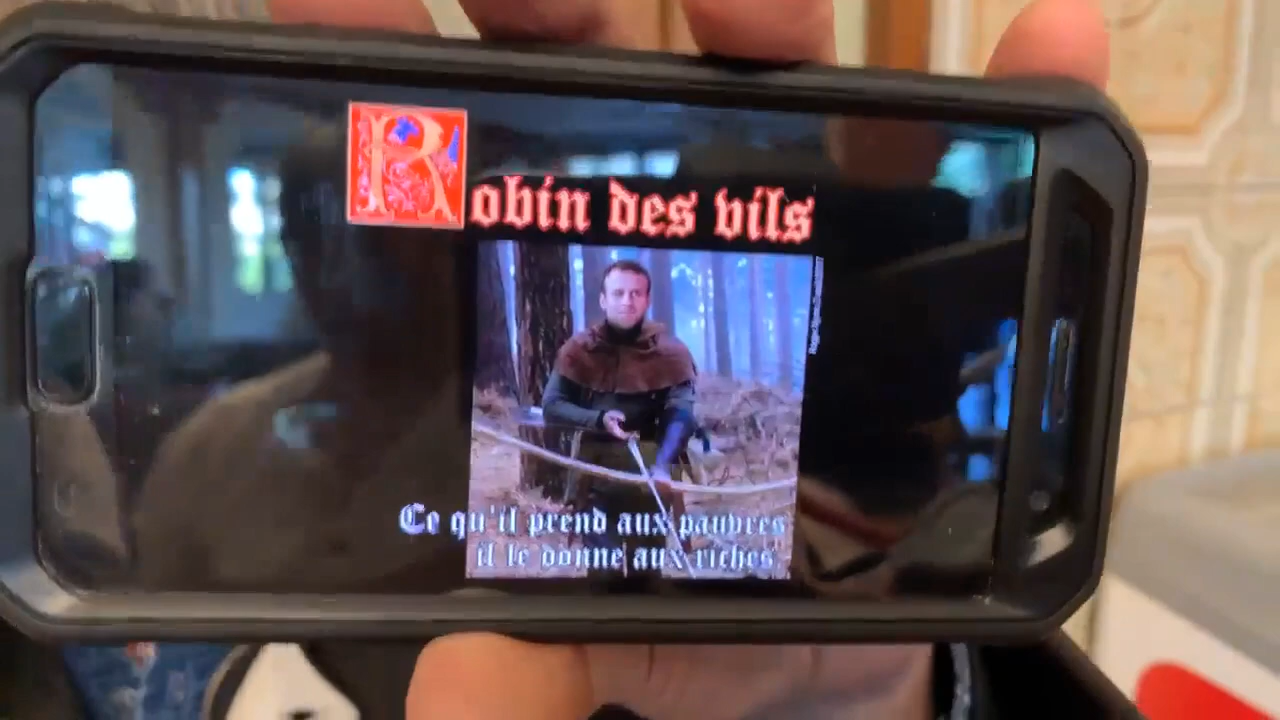 Robin des vils
Ce qu'il prend aux pauvres
il le donne aux riches